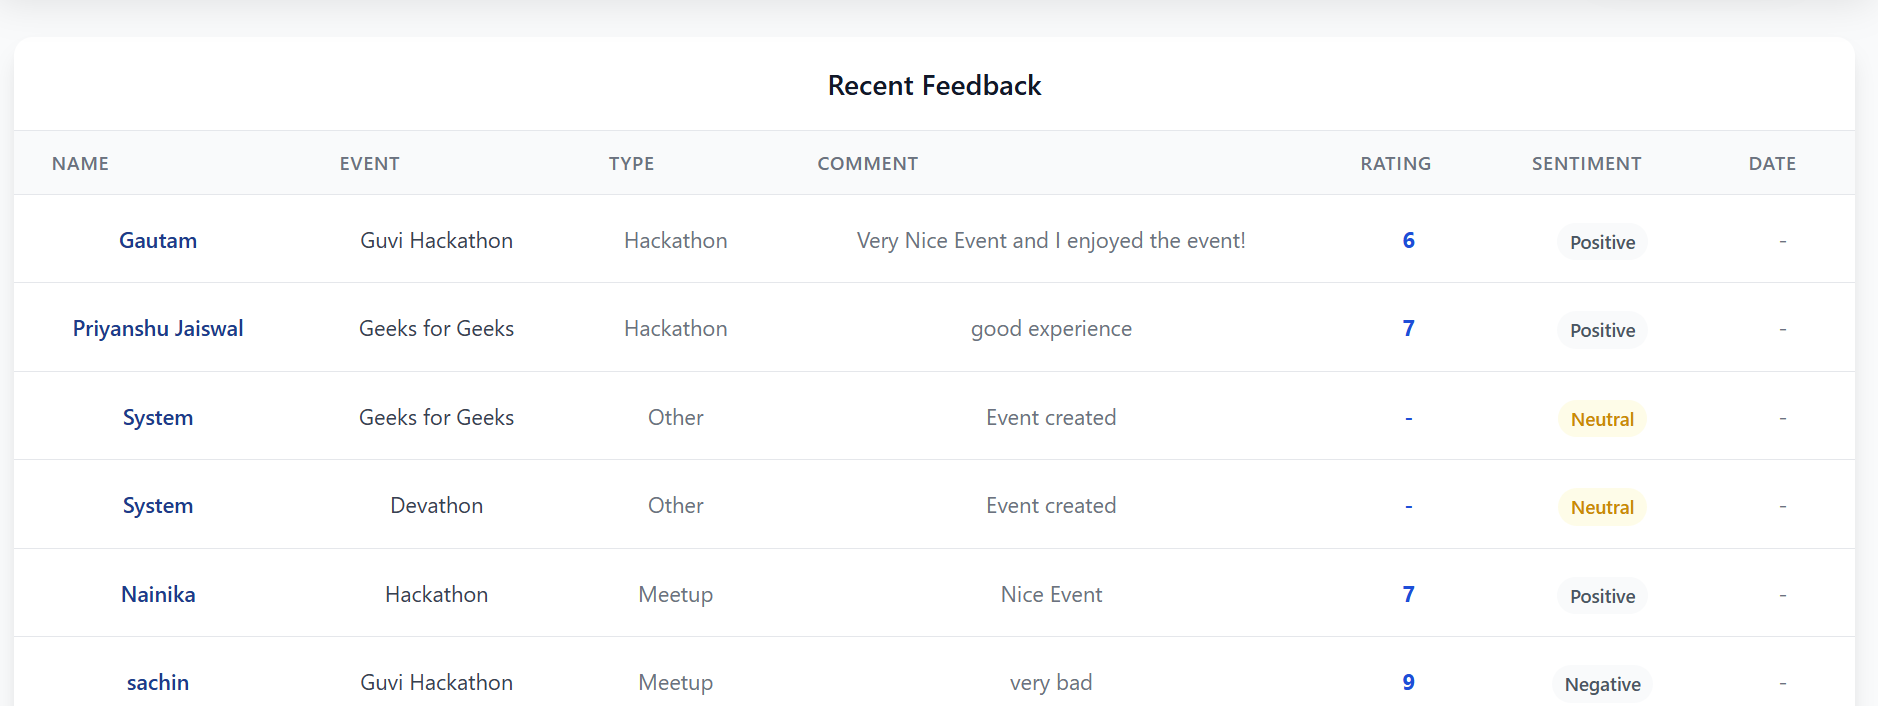 Recent Feedback
NAME EVENT TYPE COMMENT RATING SENTIMENT DATE
Gautam Guvi Hackathon Hackathon Very Nice Event and I enjoyed the event! 6 Positive -
Priyanshu Jaiswal Geeks for Geeks Hackathon good experience 7 Positive -
System Geeks for Geeks Other Event created - Neutral -
System Devathon Other Event created - Neutral -
Nainika Hackathon Meetup Nice Event 7 Positive -
sachin Guvi Hackathon Meetup very bad 9 Negative -